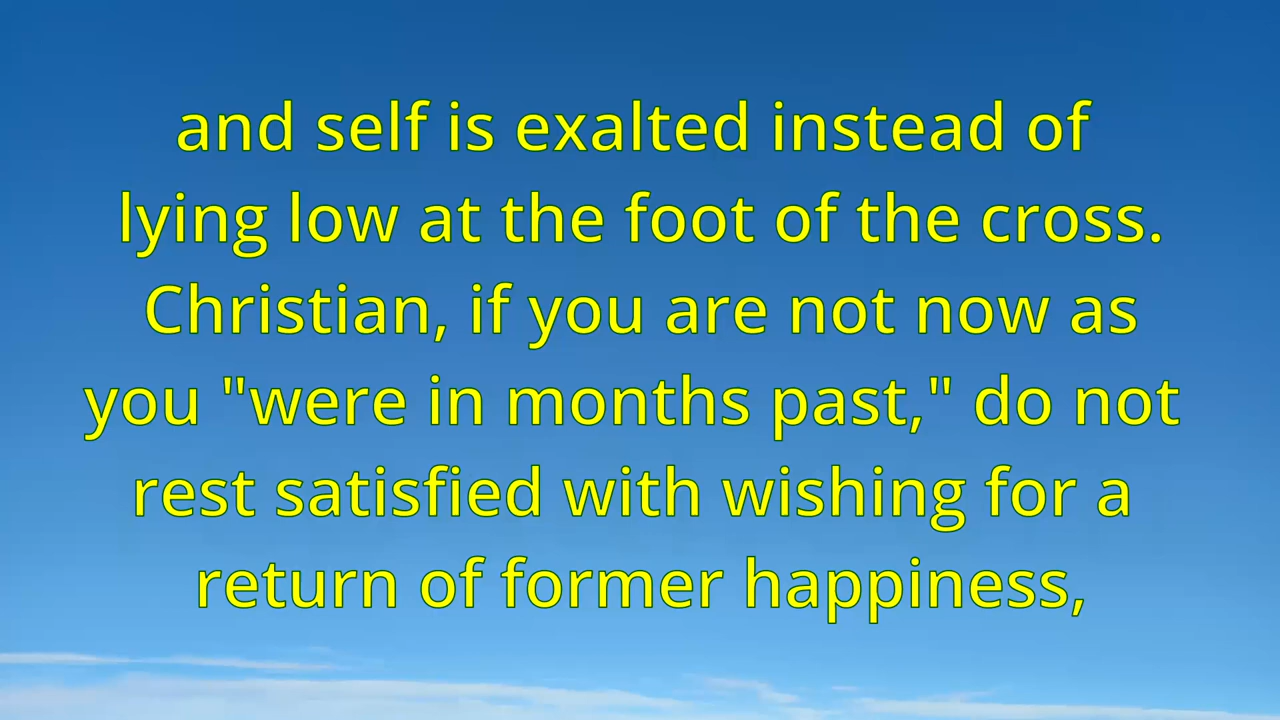 and self is exalted instead of
lying low at the foot of the cross.
Christian, if you are not now as
you "were in months past," do not
rest satisfied with wishing for a
return of former happiness,